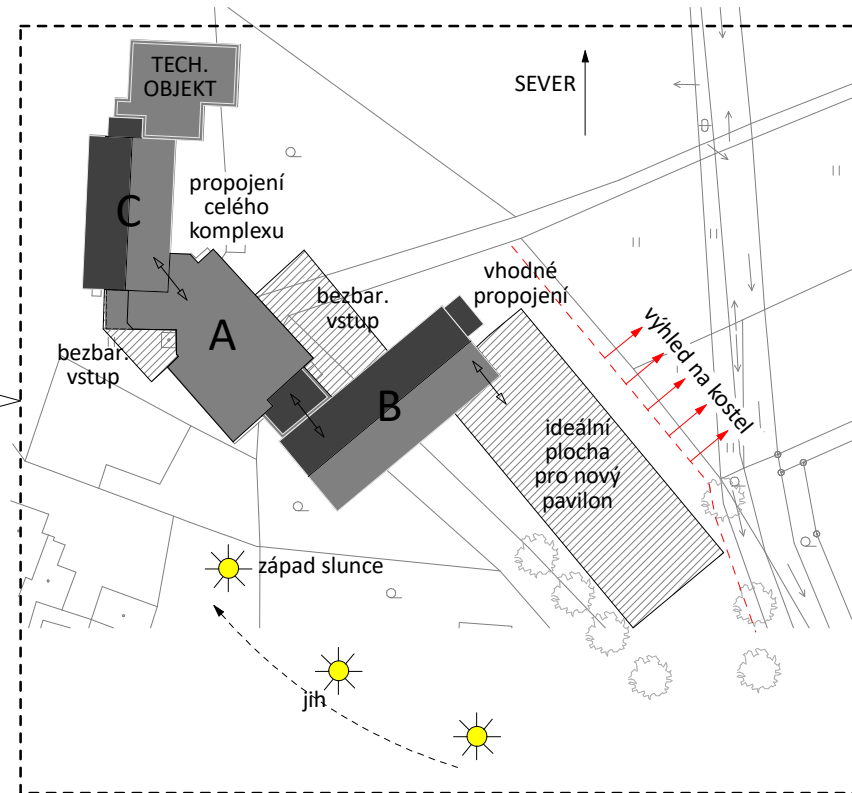 TECH.
OBJEKT
SEVER
C
propojení
celého
komplexu
vhodné
propojení
bezbar.
vstup
výhled na kostel
A
bezbar.
vstup
B
ideální
plocha
pro nový
pavilon
západ slunce
jih